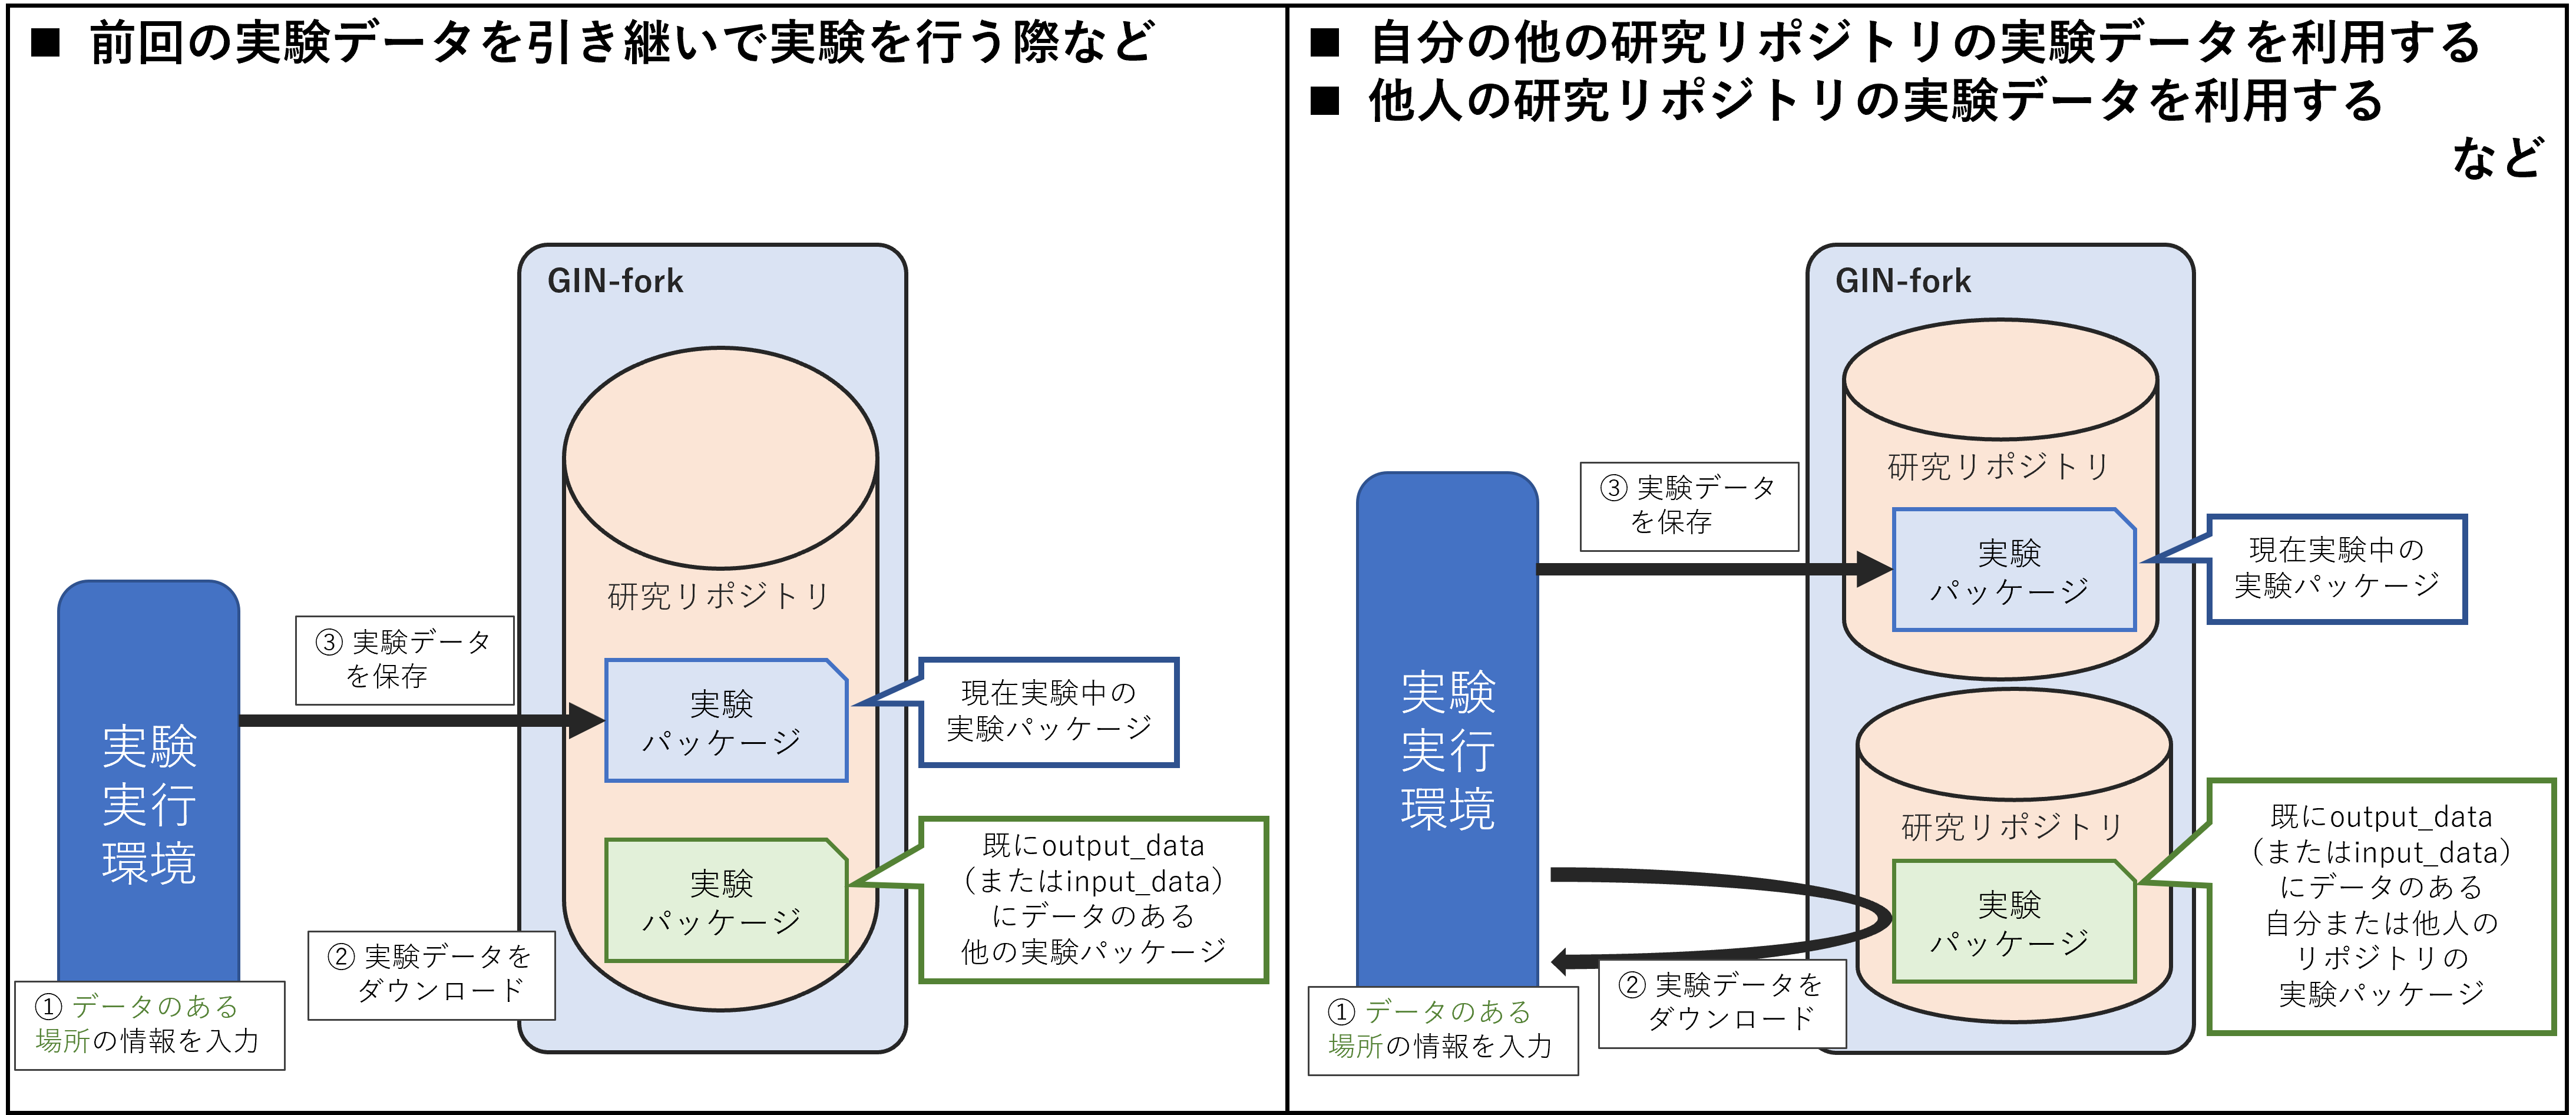 ■ 前回の実験データを引き継いで実験を行う際など
GIN-fork
研究リポジトリ
③ 実験データ
を保存
実験
パッケージ
現在実験中の
実験パッケージ
実験
実行
環境
実験
パッケージ
既にoutput_data
（またはinput_data）
にデータのある
他の実験パッケージ
② 実験データを
ダウンロード
① データのある
場所の情報を入力
■ 自分の他の研究リポジトリの実験データを利用する
■ 他人の研究リポジトリの実験データを利用する
など
GIN-fork
研究リポジトリ
③ 実験データ
を保存
実験
パッケージ
現在実験中の
実験パッケージ
実験
実行
環境
研究リポジトリ
実験
パッケージ
既にoutput_data
（またはinput_data）
にデータのある
自分または他人の
リポジトリの
実験パッケージ
② 実験データを
ダウンロード
① データのある
場所の情報を入力